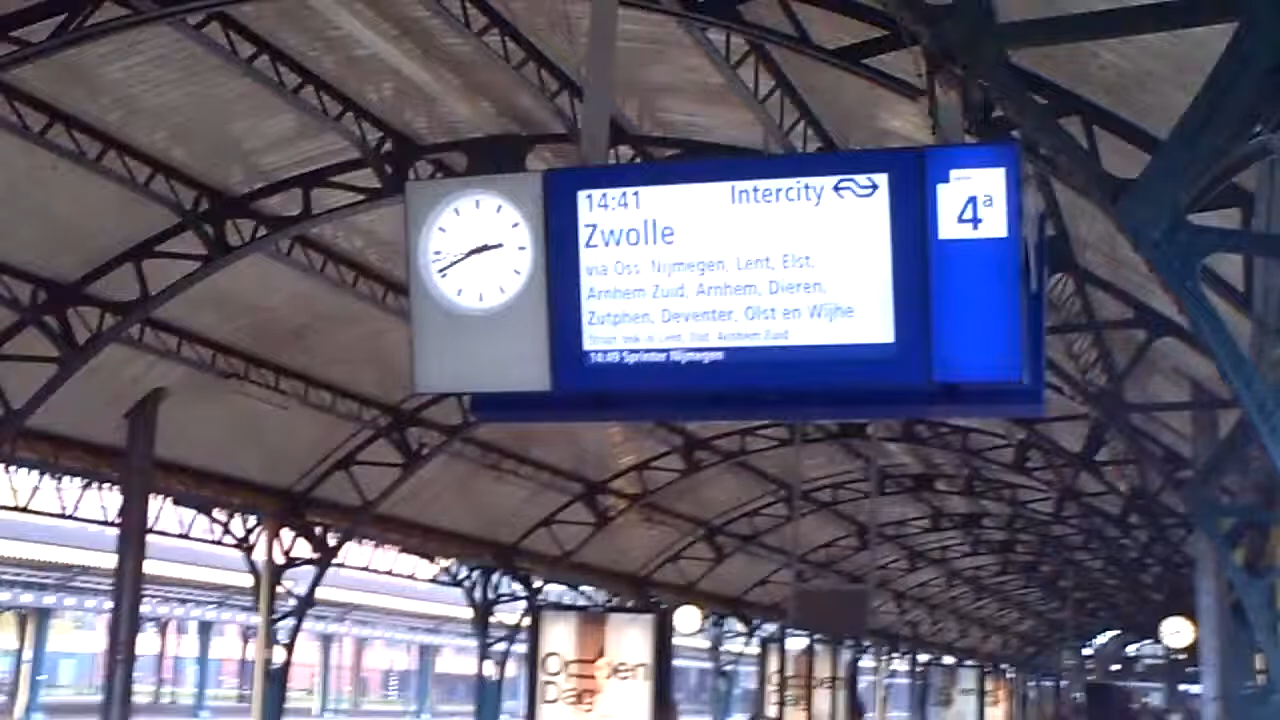 14:41 Intercity
Zwolle
via Oss, Nijmegen, Lent, Elst,
Arnhem Zuid, Arnhem, Dieren,
Zutphen, Deventer, Olst en Wijhe
14:49 Sprinter Nijmegen
4a
Dag